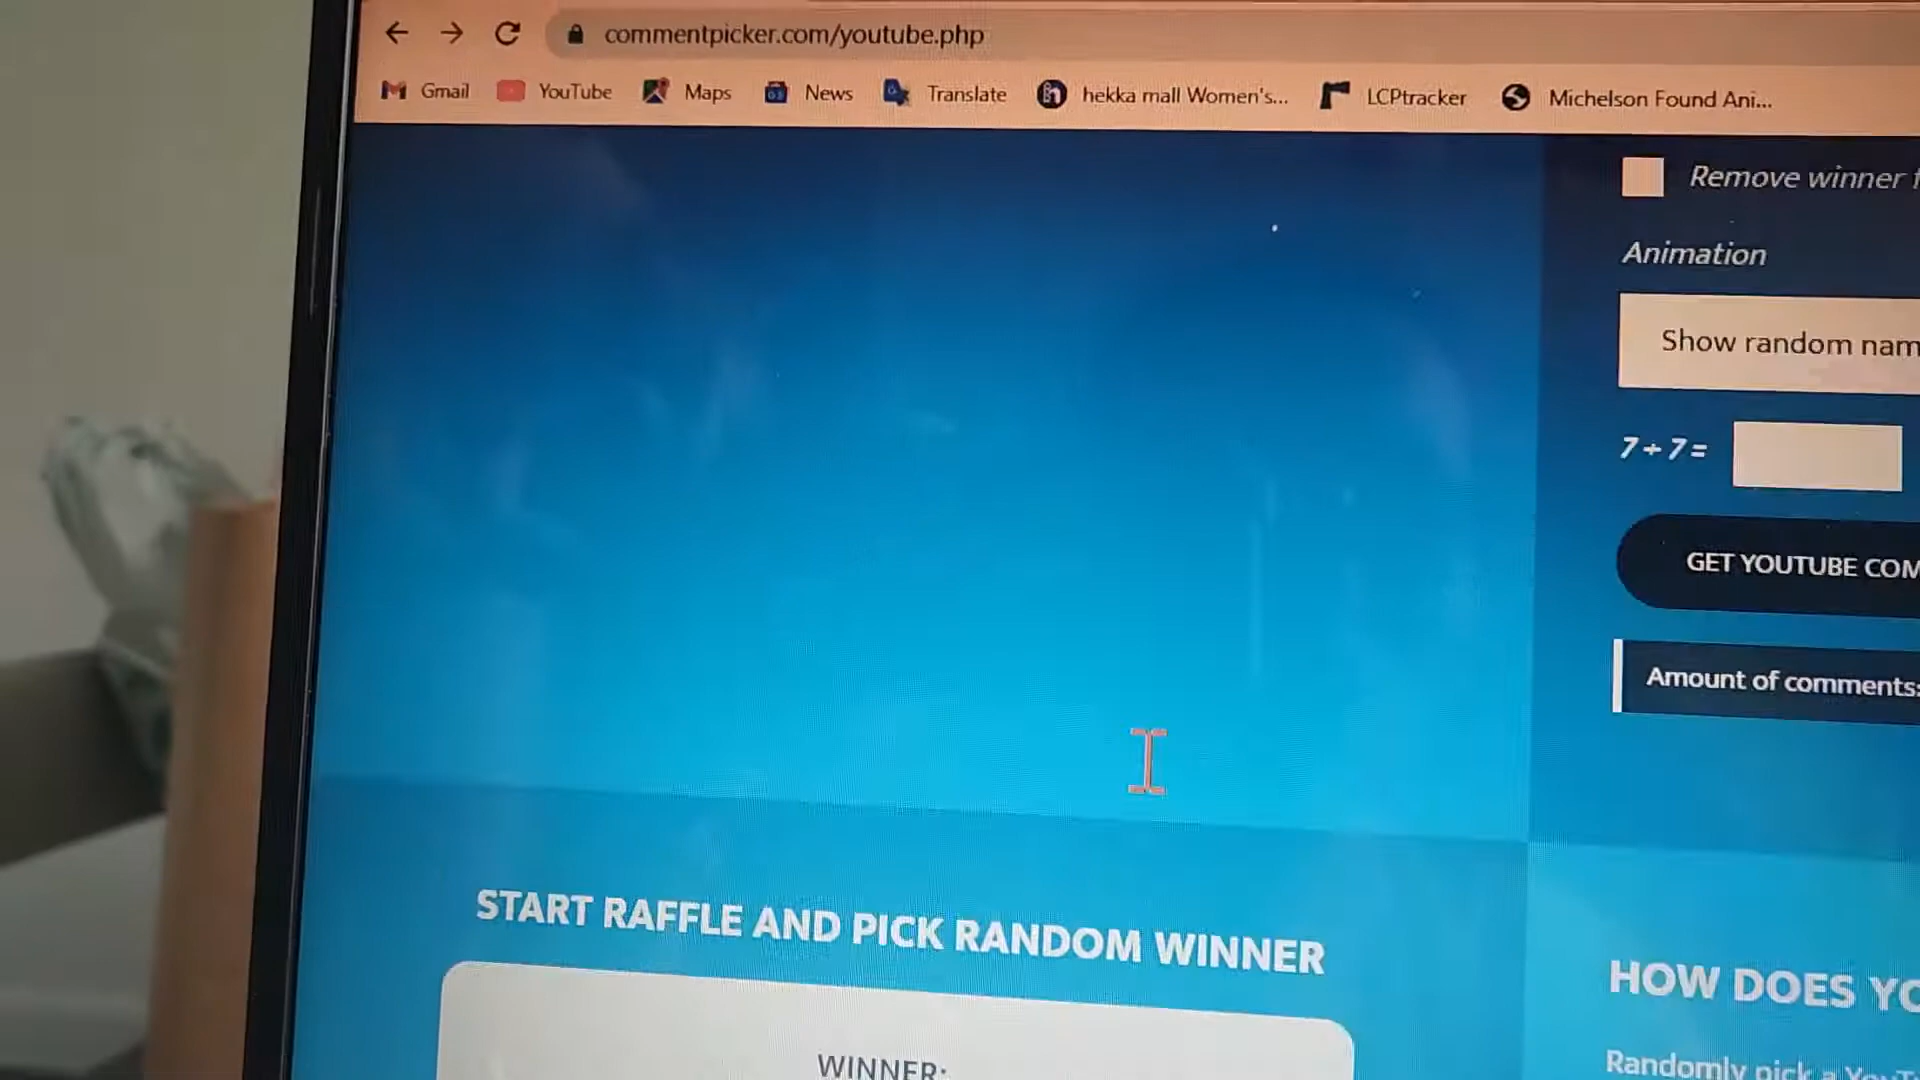 commentpicker.com/youtube.php
Gmail YouTube Maps News Translate hekka mall Women's... LCPtracker Michelson Found Ani...
Remove winner f
Animation
Show random nam
7+7=
GET YOUTUBE COM
Amount of comments:
START RAFFLE AND PICK RANDOM WINNER
WINNER:
HOW DOES YO
Randomly pick a YouT